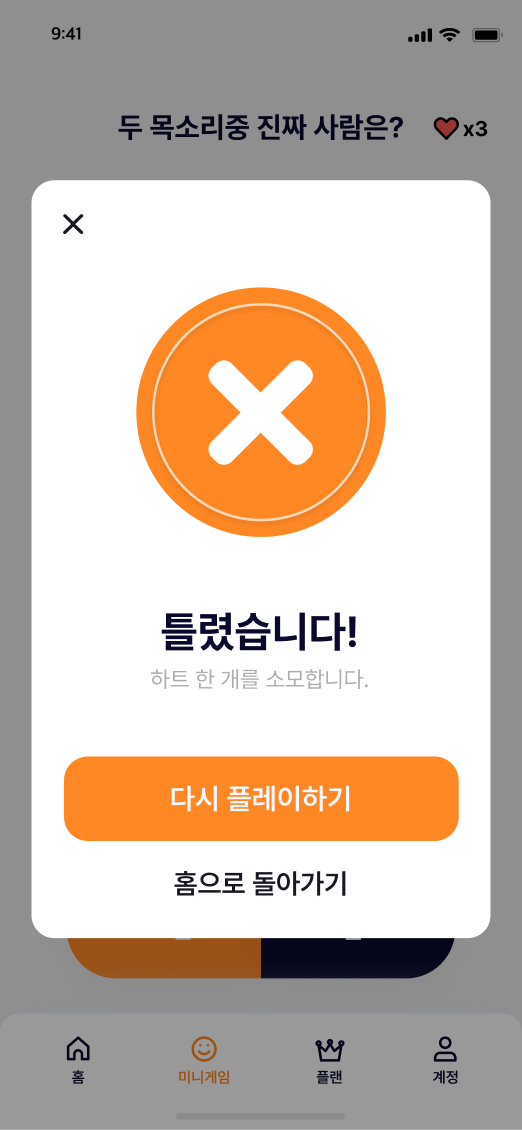 9:41
두 목소리중 진짜 사람은?
x3
틀렸습니다!
하트 한 개를 소모합니다.
다시 플레이하기
홈으로 돌아가기
홈
미니게임
플랜
계정